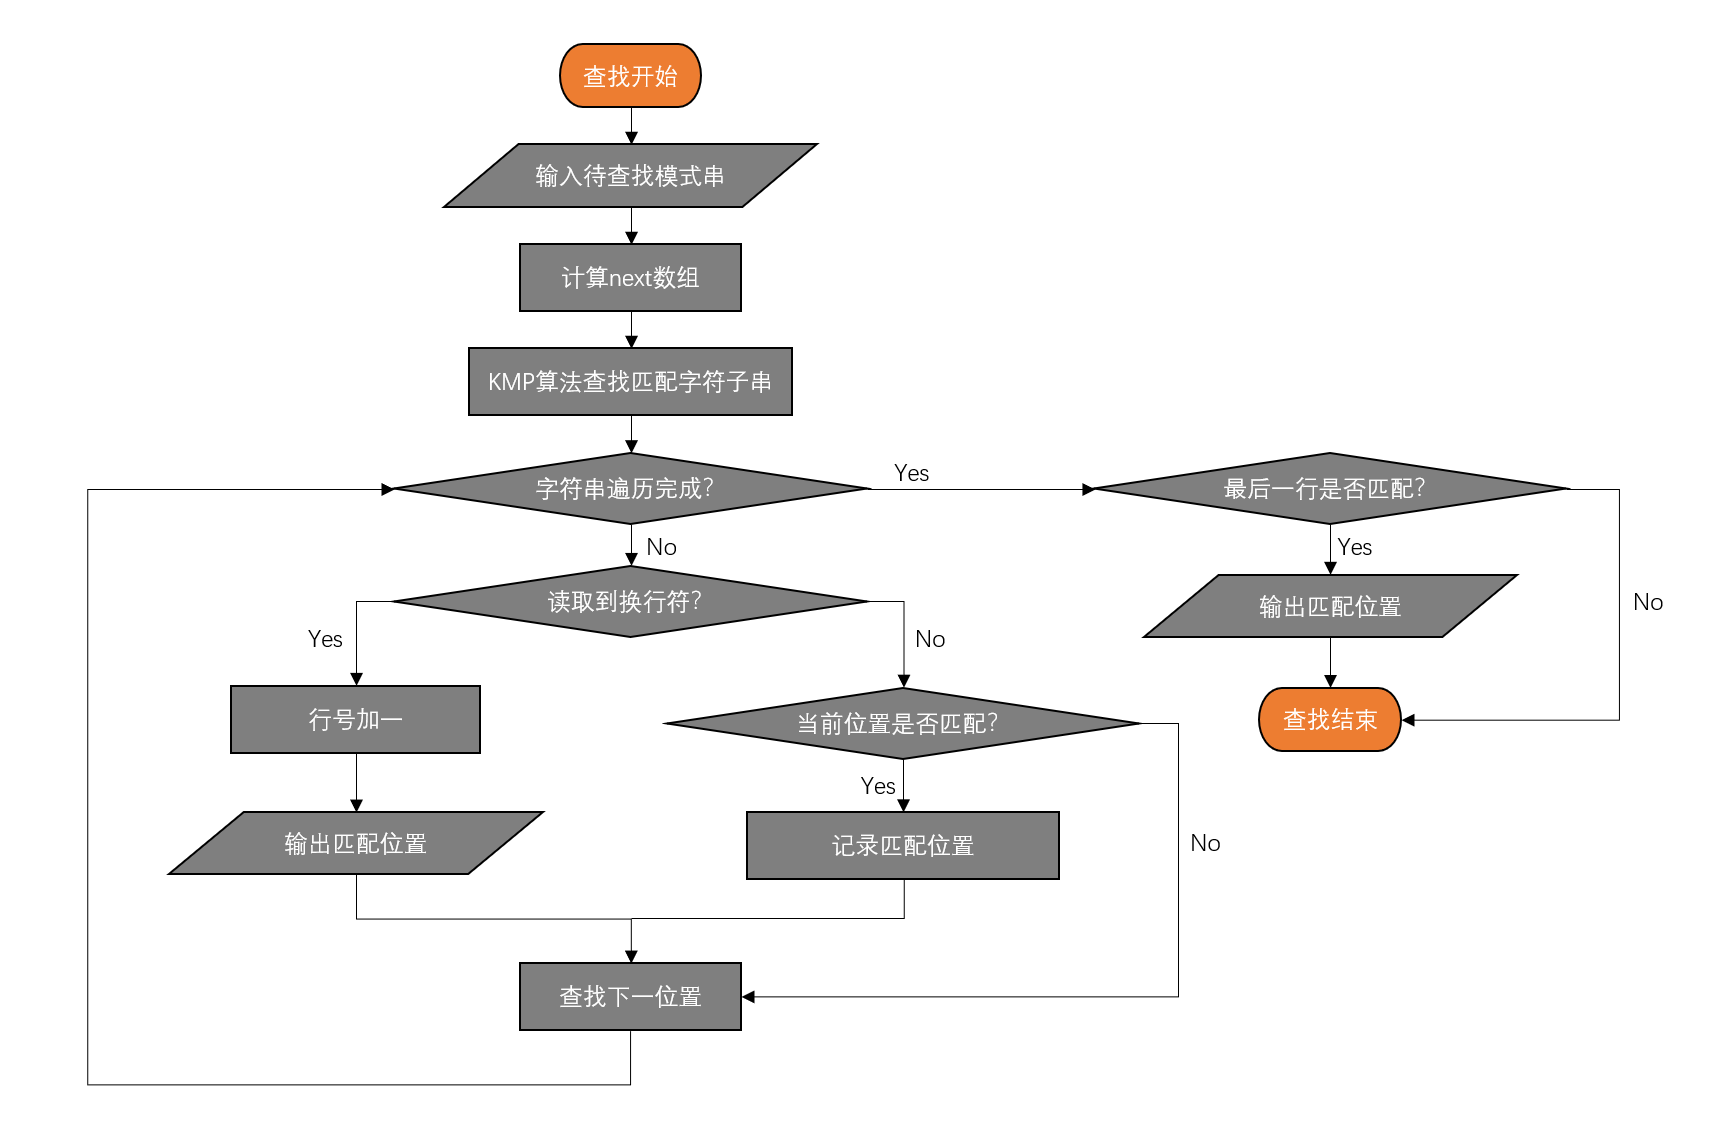 查找开始
输入待查找模式串
计算next数组
KMP算法查找匹配字符子串
字符串遍历完成?
Yes
最后一行是否匹配?
No
Yes
读取到换行符?
输出匹配位置
No
Yes
No
行号加一
当前位置是否匹配?
查找结束
Yes
输出匹配位置
记录匹配位置
No
查找下一位置